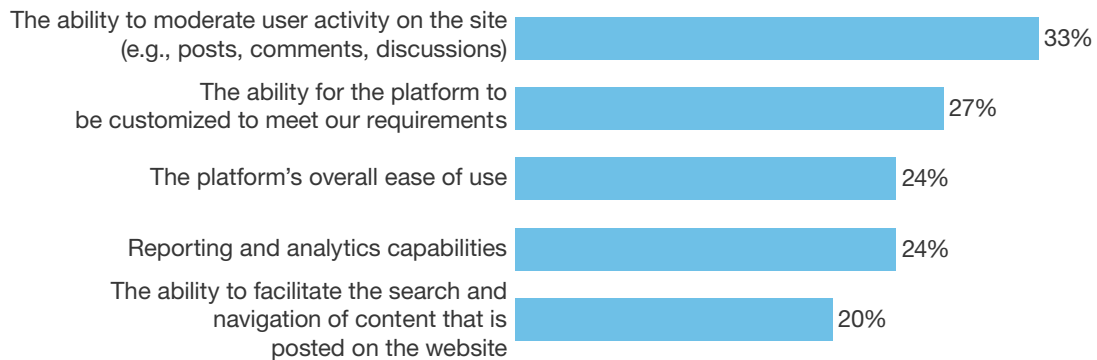 The ability to moderate user activity on the site
(e.g., posts, comments, discussions)
33%
The ability for the platform to
be customized to meet our requirements
27%
The platform’s overall ease of use
24%
Reporting and analytics capabilities
24%
The ability to facilitate the search and
navigation of content that is
posted on the website
20%